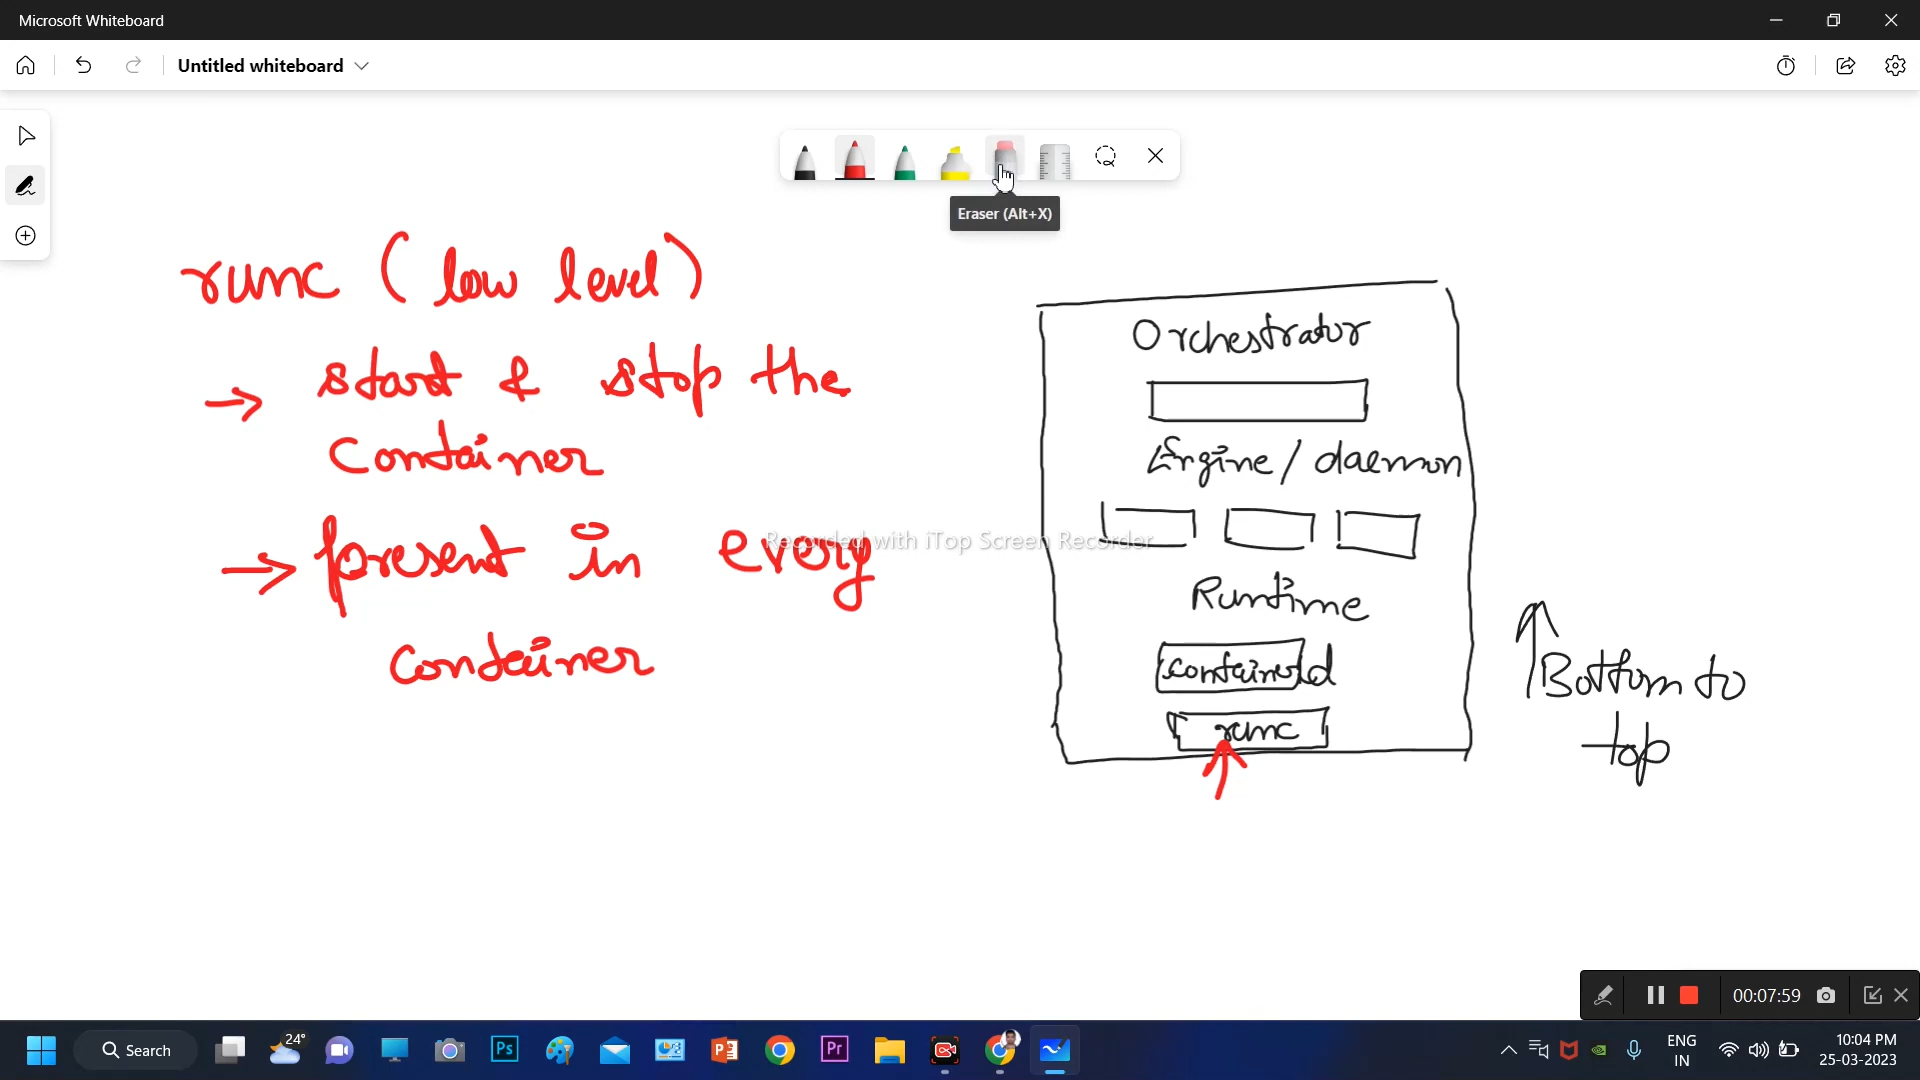 Microsoft Whiteboard
Untitled whiteboard
Eraser (Alt+X)
runc (low level)
→ start & stop the
container
→ present in every
container
Orchestrator
Engine / daemon
Runtime
containerd
runc
Bottom to
top
Recorded with iTop Screen Recorder
00:07:59
Search
24°
Ps
Pr
ENG
IN
10:04 PM
25-03-2023